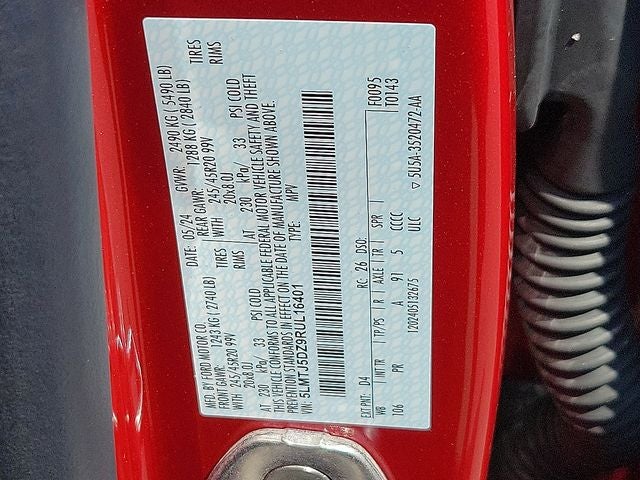 MFD. BY FORD MOTOR CO.
DATE: 05/24 GVWR: 2490 KG ( 5490 LB)
FRONT GAWR: 1243 KG ( 2740 LB) REAR GAWR: 1288 KG ( 2840 LB)
WITH 245/45R20 99V TIRES WITH 245/45R20 99V TIRES
20x8.0J RIMS 20x8.0J RIMS
AT 230 kPa/ 33 PSI COLD AT 230 kPa/ 33 PSI COLD
THIS VEHICLE CONFORMS TO ALL APPLICABLE FEDERAL MOTOR VEHICLE SAFETY AND THEFT
PREVENTION STANDARDS IN EFFECT ON THE DATE OF MANUFACTURE SHOWN ABOVE.
VIN: 5LMTJ5DZ9RUL16401 TYPE: MPV
EXT PNT: D4 RC: 26 DSO: F0095
WB INT TR TP/PS R AXLE TR SPR T0143
106 PR A 91 5 CCCC
1202405132675 ULC ▽ 5U5A-3520472-AA